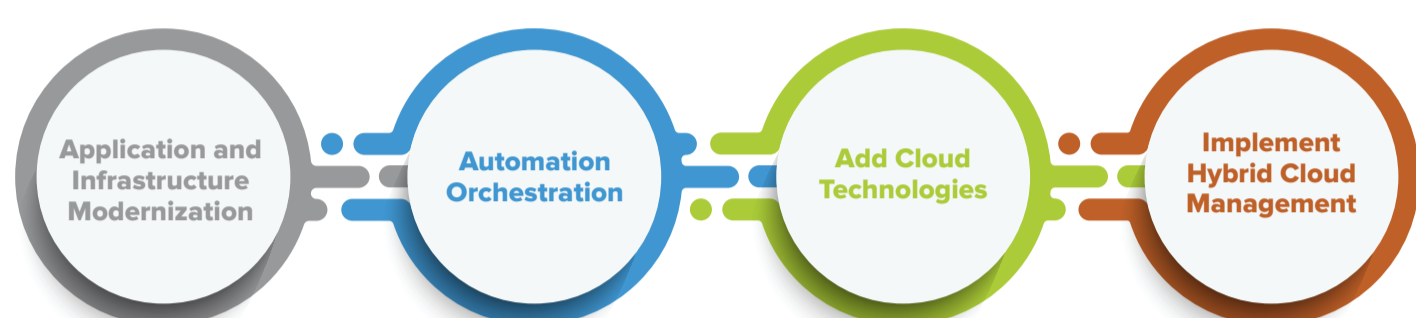 Application and
Infrastructure
Modernization
Automation
Orchestration
Add Cloud
Technologies
Implement
Hybrid Cloud
Management